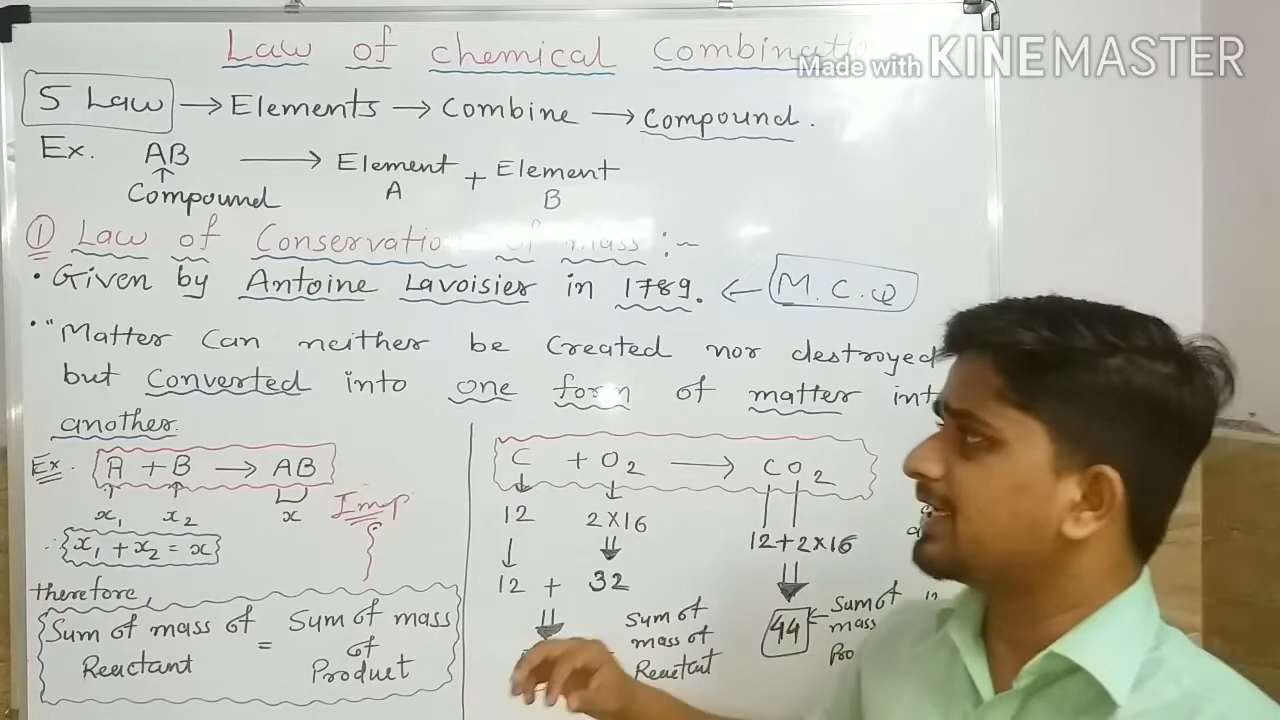 Law of chemical Combination
Made with KINEMASTER
5 Law → Elements → Combine → Compound.
Ex. AB → Element + Element
↑ A B
Compound
① Law of Conservation of mass :-
• Given by Antoine Lavoisier in 1789. ← M.C.Q
• "Matter Can neither be Created nor destroyed
but Converted into one form of matter int
another.
Ex. A + B → AB
x₁ x₂ x
∴ x₁ + x₂ = x
Imp
therefore,
Sum of mass of Reactant = Sum of mass of Product
C + O₂ → CO₂
12 2×16 12+2×16
12 + 32
44 ← Sum of
mass
Pro
Sum of
mass of
Reactant